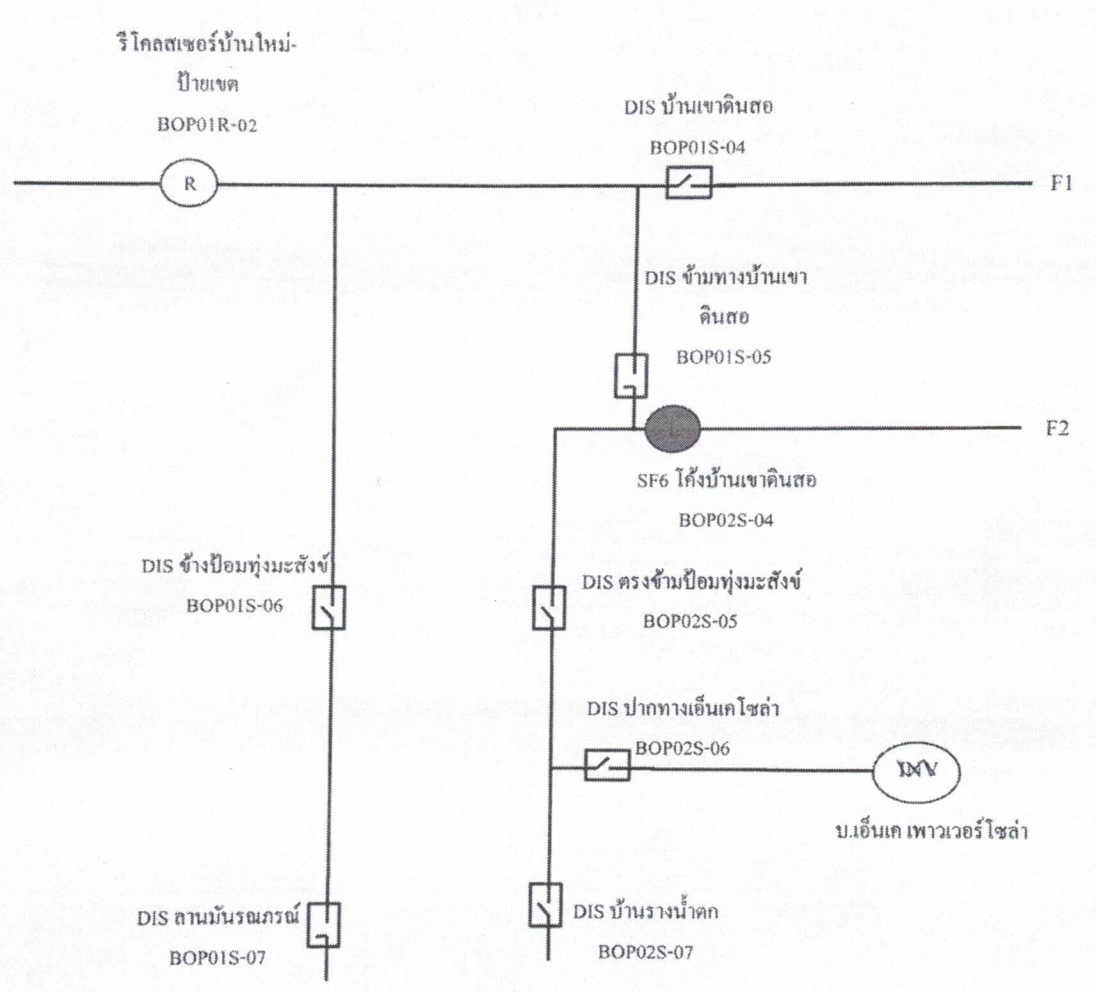 รีโคลสเซอร์บ้านใหม่-
ป้ายเขต
BOP01R-02
R
DIS บ้านเขาดินสอ
BOP01S-04
F1
DIS ข้ามทางบ้านเขา
ดินสอ
BOP01S-05
F2
SF6 โค้งบ้านเขาดินสอ
BOP02S-04
DIS ข้างป้อมทุ่งมะสังข์
BOP01S-06
DIS ตรงข้ามป้อมทุ่งมะสังข์
BOP02S-05
DIS ปากทางเอ็นเคโซล่า
BOP02S-06
INV
บ.เอ็นเค เพาวเวอร์โซล่า
DIS ลานมันรณภรณ์
BOP01S-07
DIS บ้านรางน้ำตก
BOP02S-07